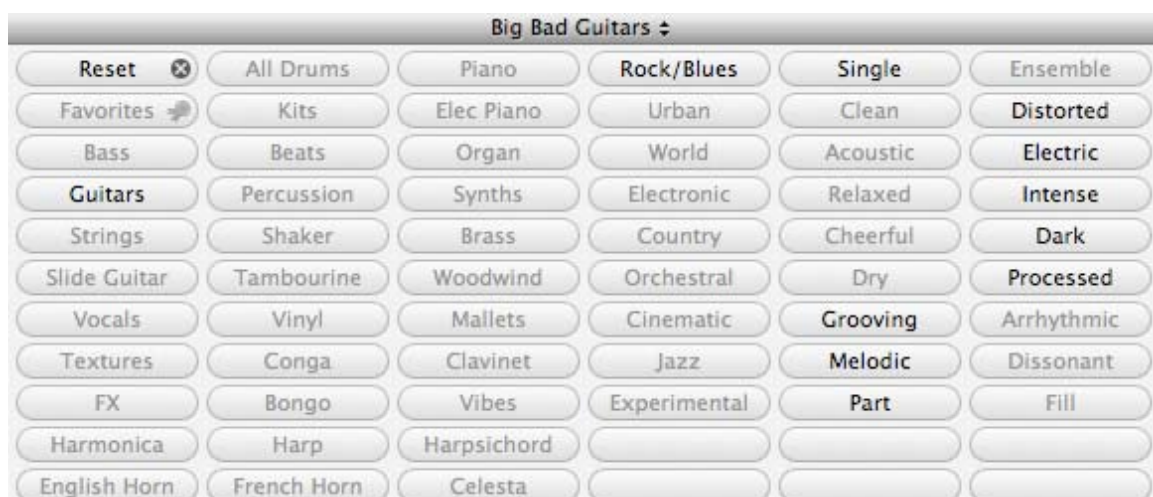 Big Bad Guitars
Reset All Drums Piano Rock/Blues Single Ensemble
Favorites Kits Elec Piano Urban Clean Distorted
Bass Beats Organ World Acoustic Electric
Guitars Percussion Synths Electronic Relaxed Intense
Strings Shaker Brass Country Cheerful Dark
Slide Guitar Tambourine Woodwind Orchestral Dry Processed
Vocals Vinyl Mallets Cinematic Grooving Arrhythmic
Textures Conga Clavinet Jazz Melodic Dissonant
FX Bongo Vibes Experimental Part Fill
Harmonica Harp Harpsichord
English Horn French Horn Celesta